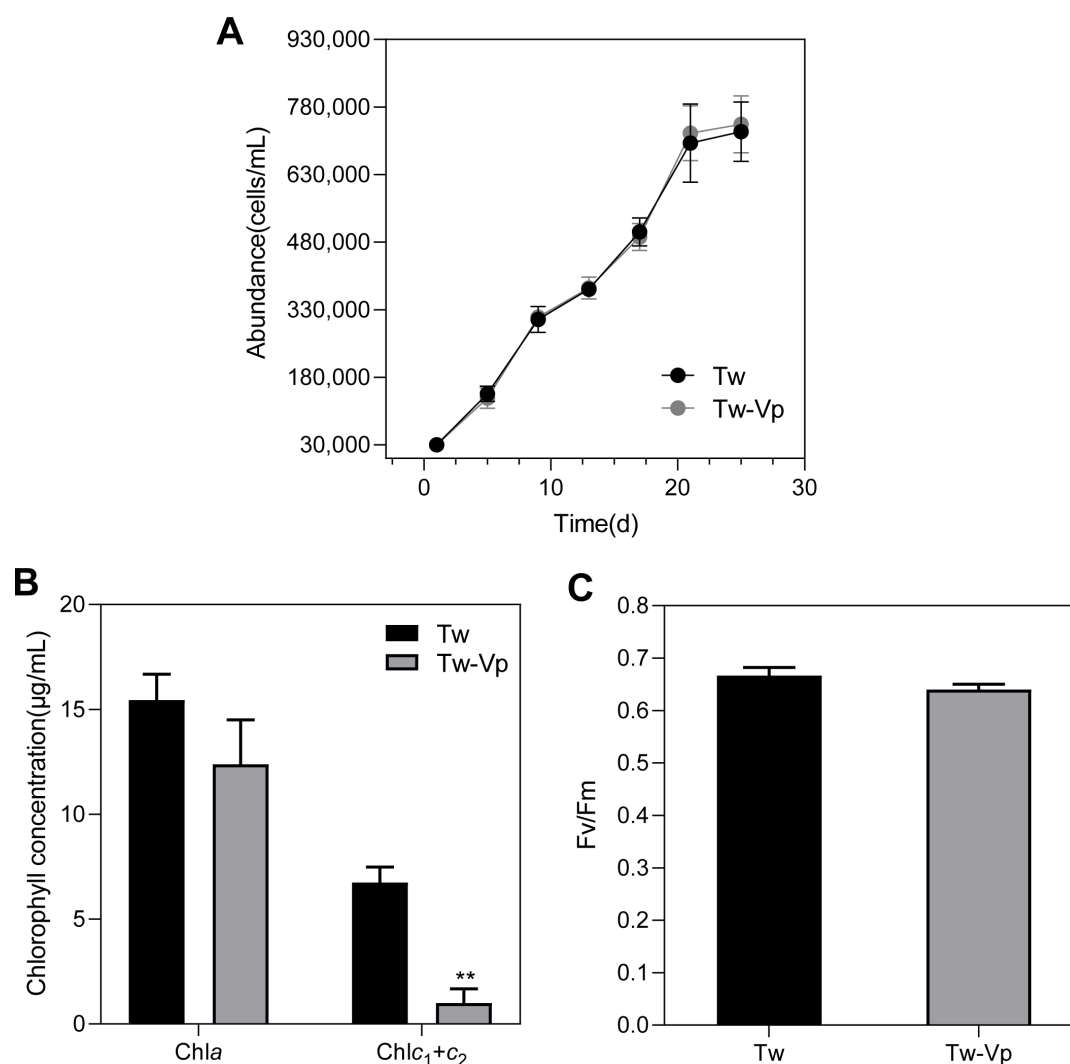 A
930,000
780,000
630,000
480,000
330,000
180,000
30,000
Abundance(cells/mL)
Tw
Tw-Vp
0 10 20 30
Time(d)
B
20
15
10
5
0
Chlorophyll concentration(µg/mL)
Tw
Tw-Vp
**
Chla Chlc₁+c₂
C
0.8
0.7
0.6
0.5
0.4
0.3
0.2
0.1
0.0
Fv/Fm
Tw Tw-Vp